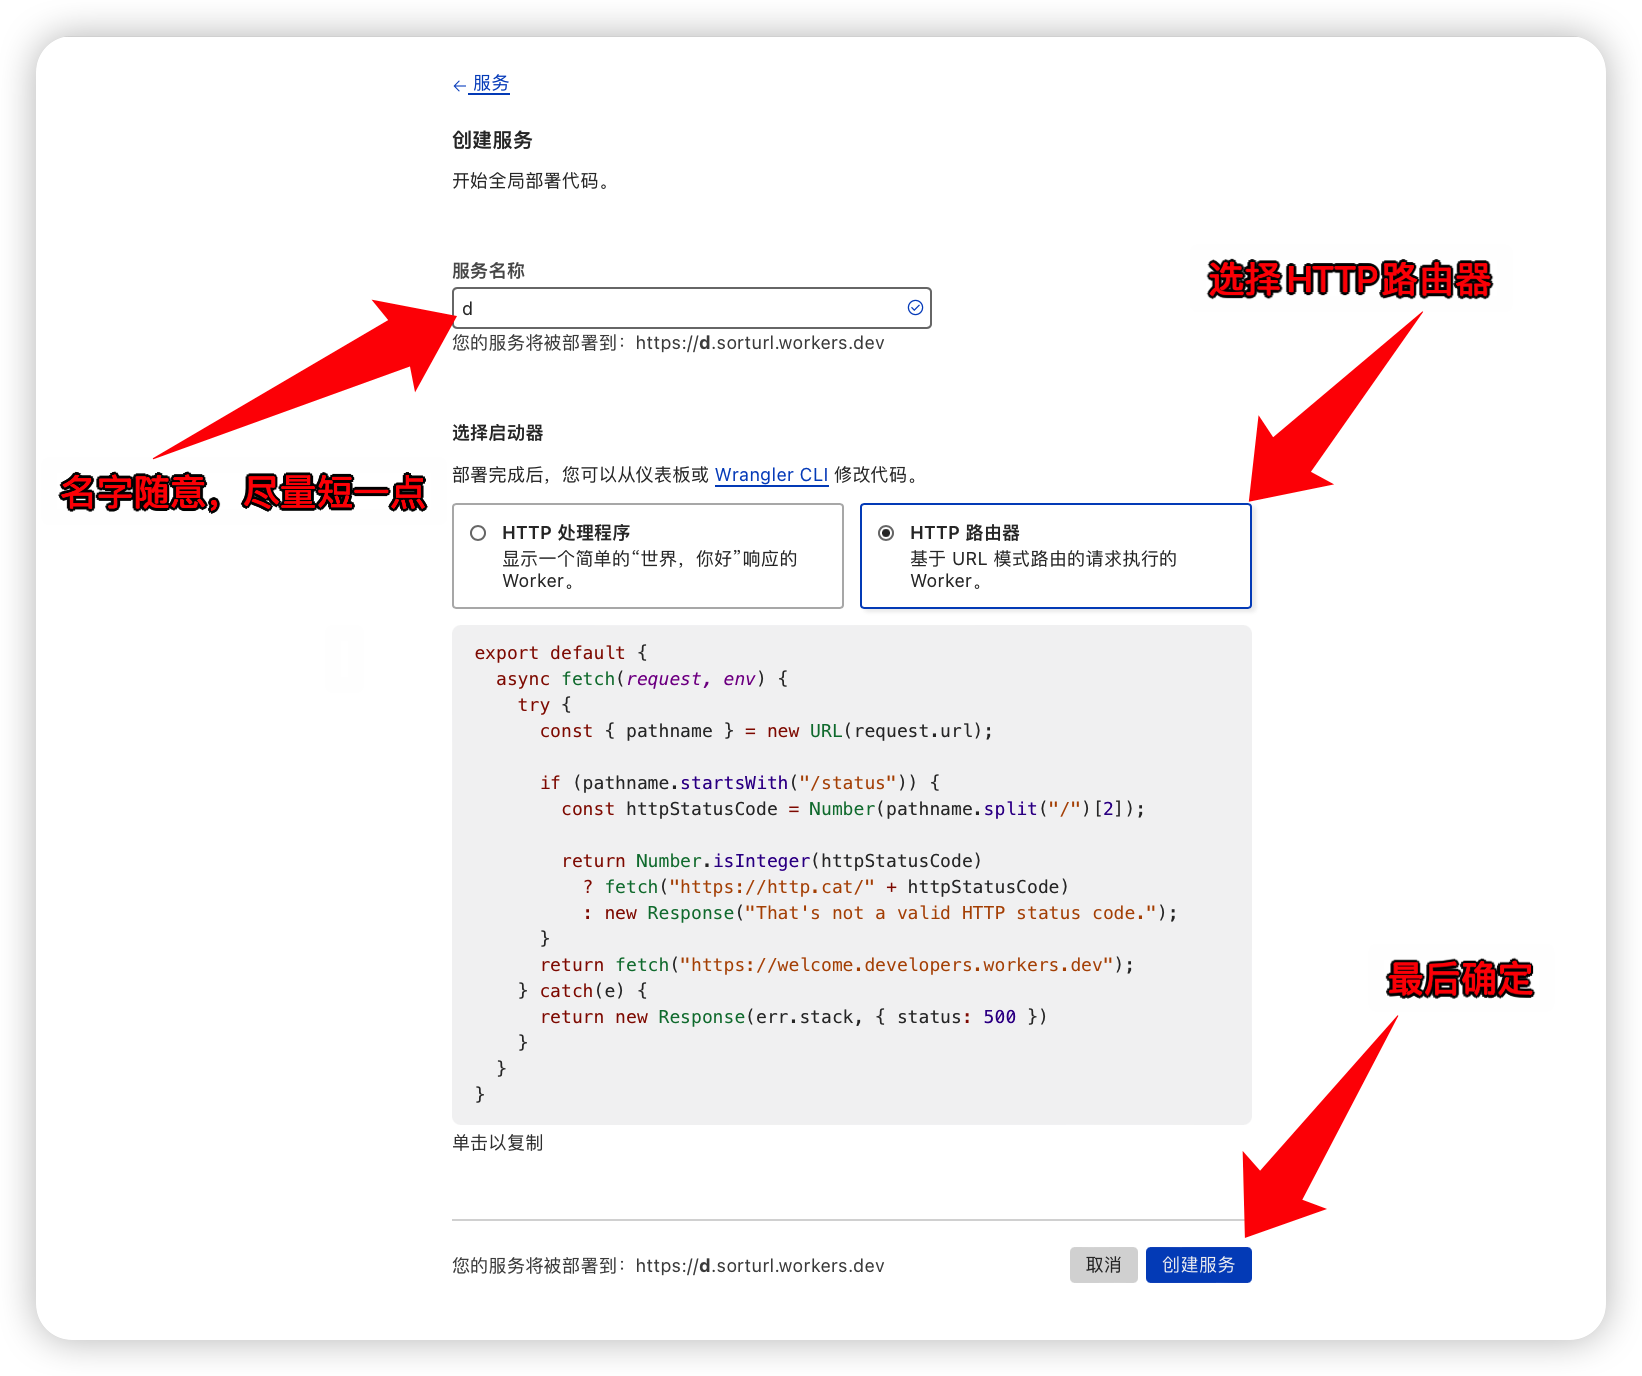 ← 服务
创建服务
开始全局部署代码。
服务名称
d
您的服务将被部署到：https://d.sorturl.workers.dev
选择HTTP路由器
名字随意，尽量短一点
选择启动器
部署完成后，您可以从仪表板或 Wrangler CLI 修改代码。
HTTP 处理程序
显示一个简单的“世界，你好”响应的
Worker。
HTTP 路由器
基于 URL 模式路由的请求执行的
Worker。
export default {
  async fetch(request, env) {
    try {
      const { pathname } = new URL(request.url);
      if (pathname.startsWith("/status")) {
        const httpStatusCode = Number(pathname.split("/")[2]);
        return Number.isInteger(httpStatusCode)
          ? fetch("https://http.cat/" + httpStatusCode)
          : new Response("That's not a valid HTTP status code.");
      }
      return fetch("https://welcome.developers.workers.dev");
    } catch(e) {
      return new Response(err.stack, { status: 500 })
    }
  }
}
单击以复制
最后确定
您的服务将被部署到：https://d.sorturl.workers.dev
取消
创建服务